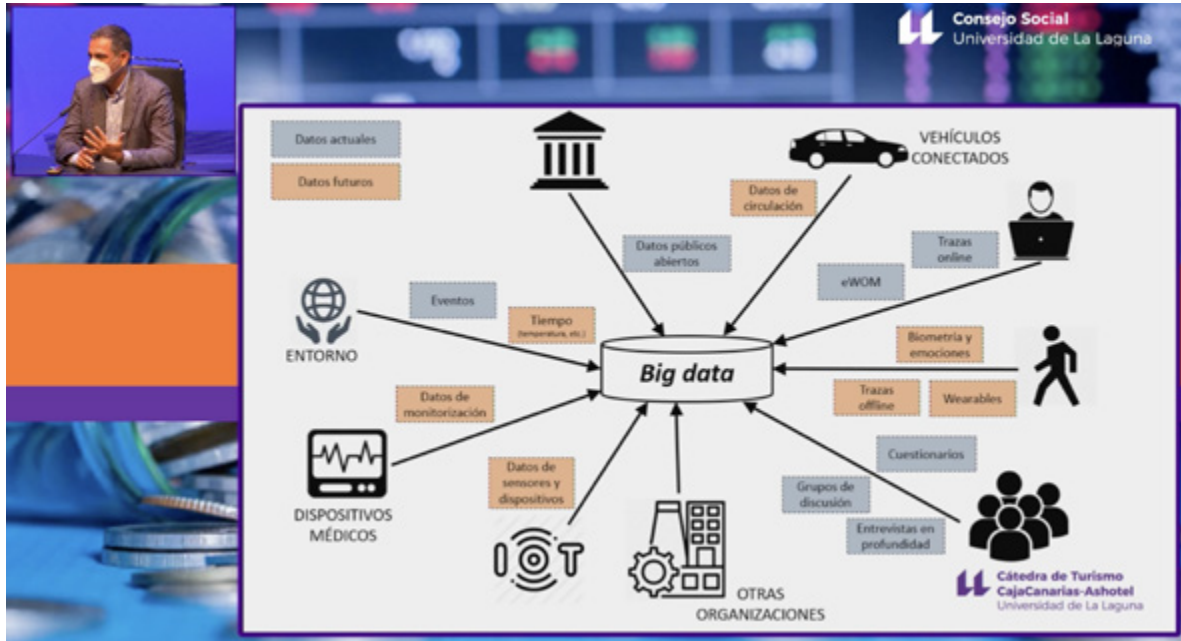 Consejo Social
Universidad de La Laguna
Datos actuales
Datos futuros
VEHÍCULOS
CONECTADOS
Datos de
circulación
Datos públicos
abiertos
Trazas
online
eWOM
Eventos
Tiempo
(temperatura, etc.)
ENTORNO
Big data
Biometría y
emociones
Trazas
offline
Wearables
Datos de
monitorización
Cuestionarios
Datos de
sensores y
dispositivos
Grupos de
discusión
Entrevistas en
profundidad
DISPOSITIVOS
MÉDICOS
IOT
OTRAS
ORGANIZACIONES
Cátedra de Turismo
CajaCanarias-Ashotel
Universidad de La Laguna